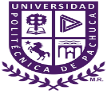 UNIVERSIDAD
POLITÉCNICA DE PACHUCA
M.R.